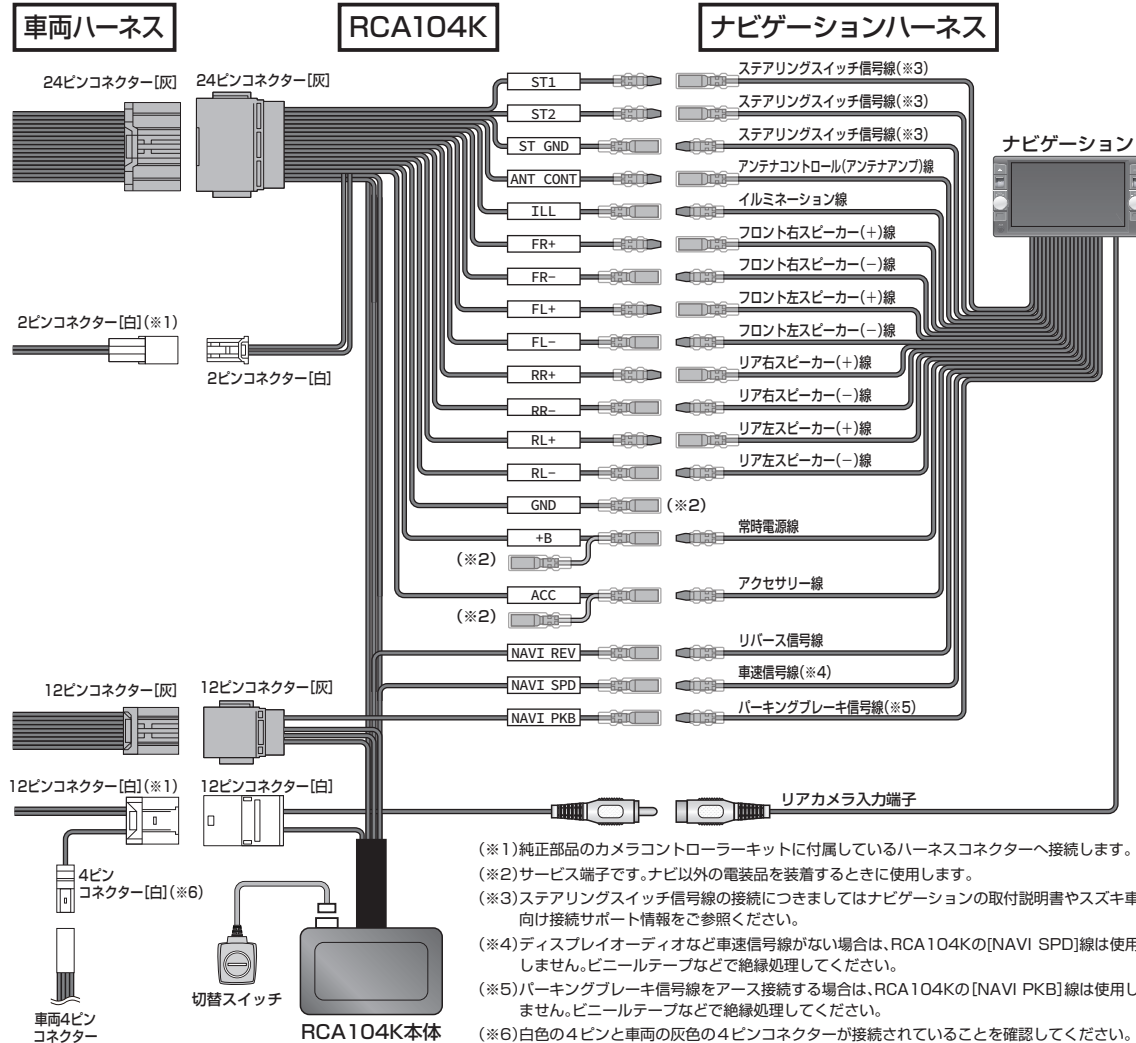 車両ハーネス
RCA104K
ナビゲーションハーネス
24ピンコネクター[灰]
24ピンコネクター[灰]
ST1
ステアリングスイッチ信号線(※3)
ST2
ステアリングスイッチ信号線(※3)
ST GND
ステアリングスイッチ信号線(※3)
ナビゲーション
ANT CONT
アンテナコントロール(アンテナアンプ)線
ILL
イルミネーション線
FR+
フロント右スピーカー(+)線
FR-
フロント右スピーカー(−)線
FL+
フロント左スピーカー(+)線
FL-
フロント左スピーカー(−)線
2ピンコネクター[白](※1)
2ピンコネクター[白]
RR+
リア右スピーカー(+)線
RR-
リア右スピーカー(−)線
RL+
リア左スピーカー(+)線
RL-
リア左スピーカー(−)線
GND
(※2)
+B
常時電源線
(※2)
ACC
アクセサリー線
(※2)
NAVI REV
リバース信号線
NAVI SPD
車速信号線(※4)
NAVI PKB
パーキングブレーキ信号線(※5)
12ピンコネクター[灰]
12ピンコネクター[灰]
12ピンコネクター[白](※1)
12ピンコネクター[白]
リアカメラ入力端子
4ピン
コネクター[白](※6)
切替スイッチ
車両4ピン
コネクター
RCA104K本体
(※1)純正部品のカメラコントローラーキットに付属しているハーネスコネクターへ接続します。
(※2)サービス端子です。ナビ以外の電装品を装着するときに使用します。
(※3)ステアリングスイッチ信号線の接続につきましてはナビゲーションの取付説明書やスズキ車
向け接続サポート情報をご参照ください。
(※4)ディスプレイオーディオなど車速信号線がない場合は、RCA104Kの[NAVI SPD]線は使用
しません。ビニールテープなどで絶縁処理してください。
(※5)パーキングブレーキ信号線をアース接続する場合は、RCA104Kの[NAVI PKB]線は使用し
ません。ビニールテープなどで絶縁処理してください。
(※6)白色の4ピンと車両の灰色の4ピンコネクターが接続されていることを確認してください。